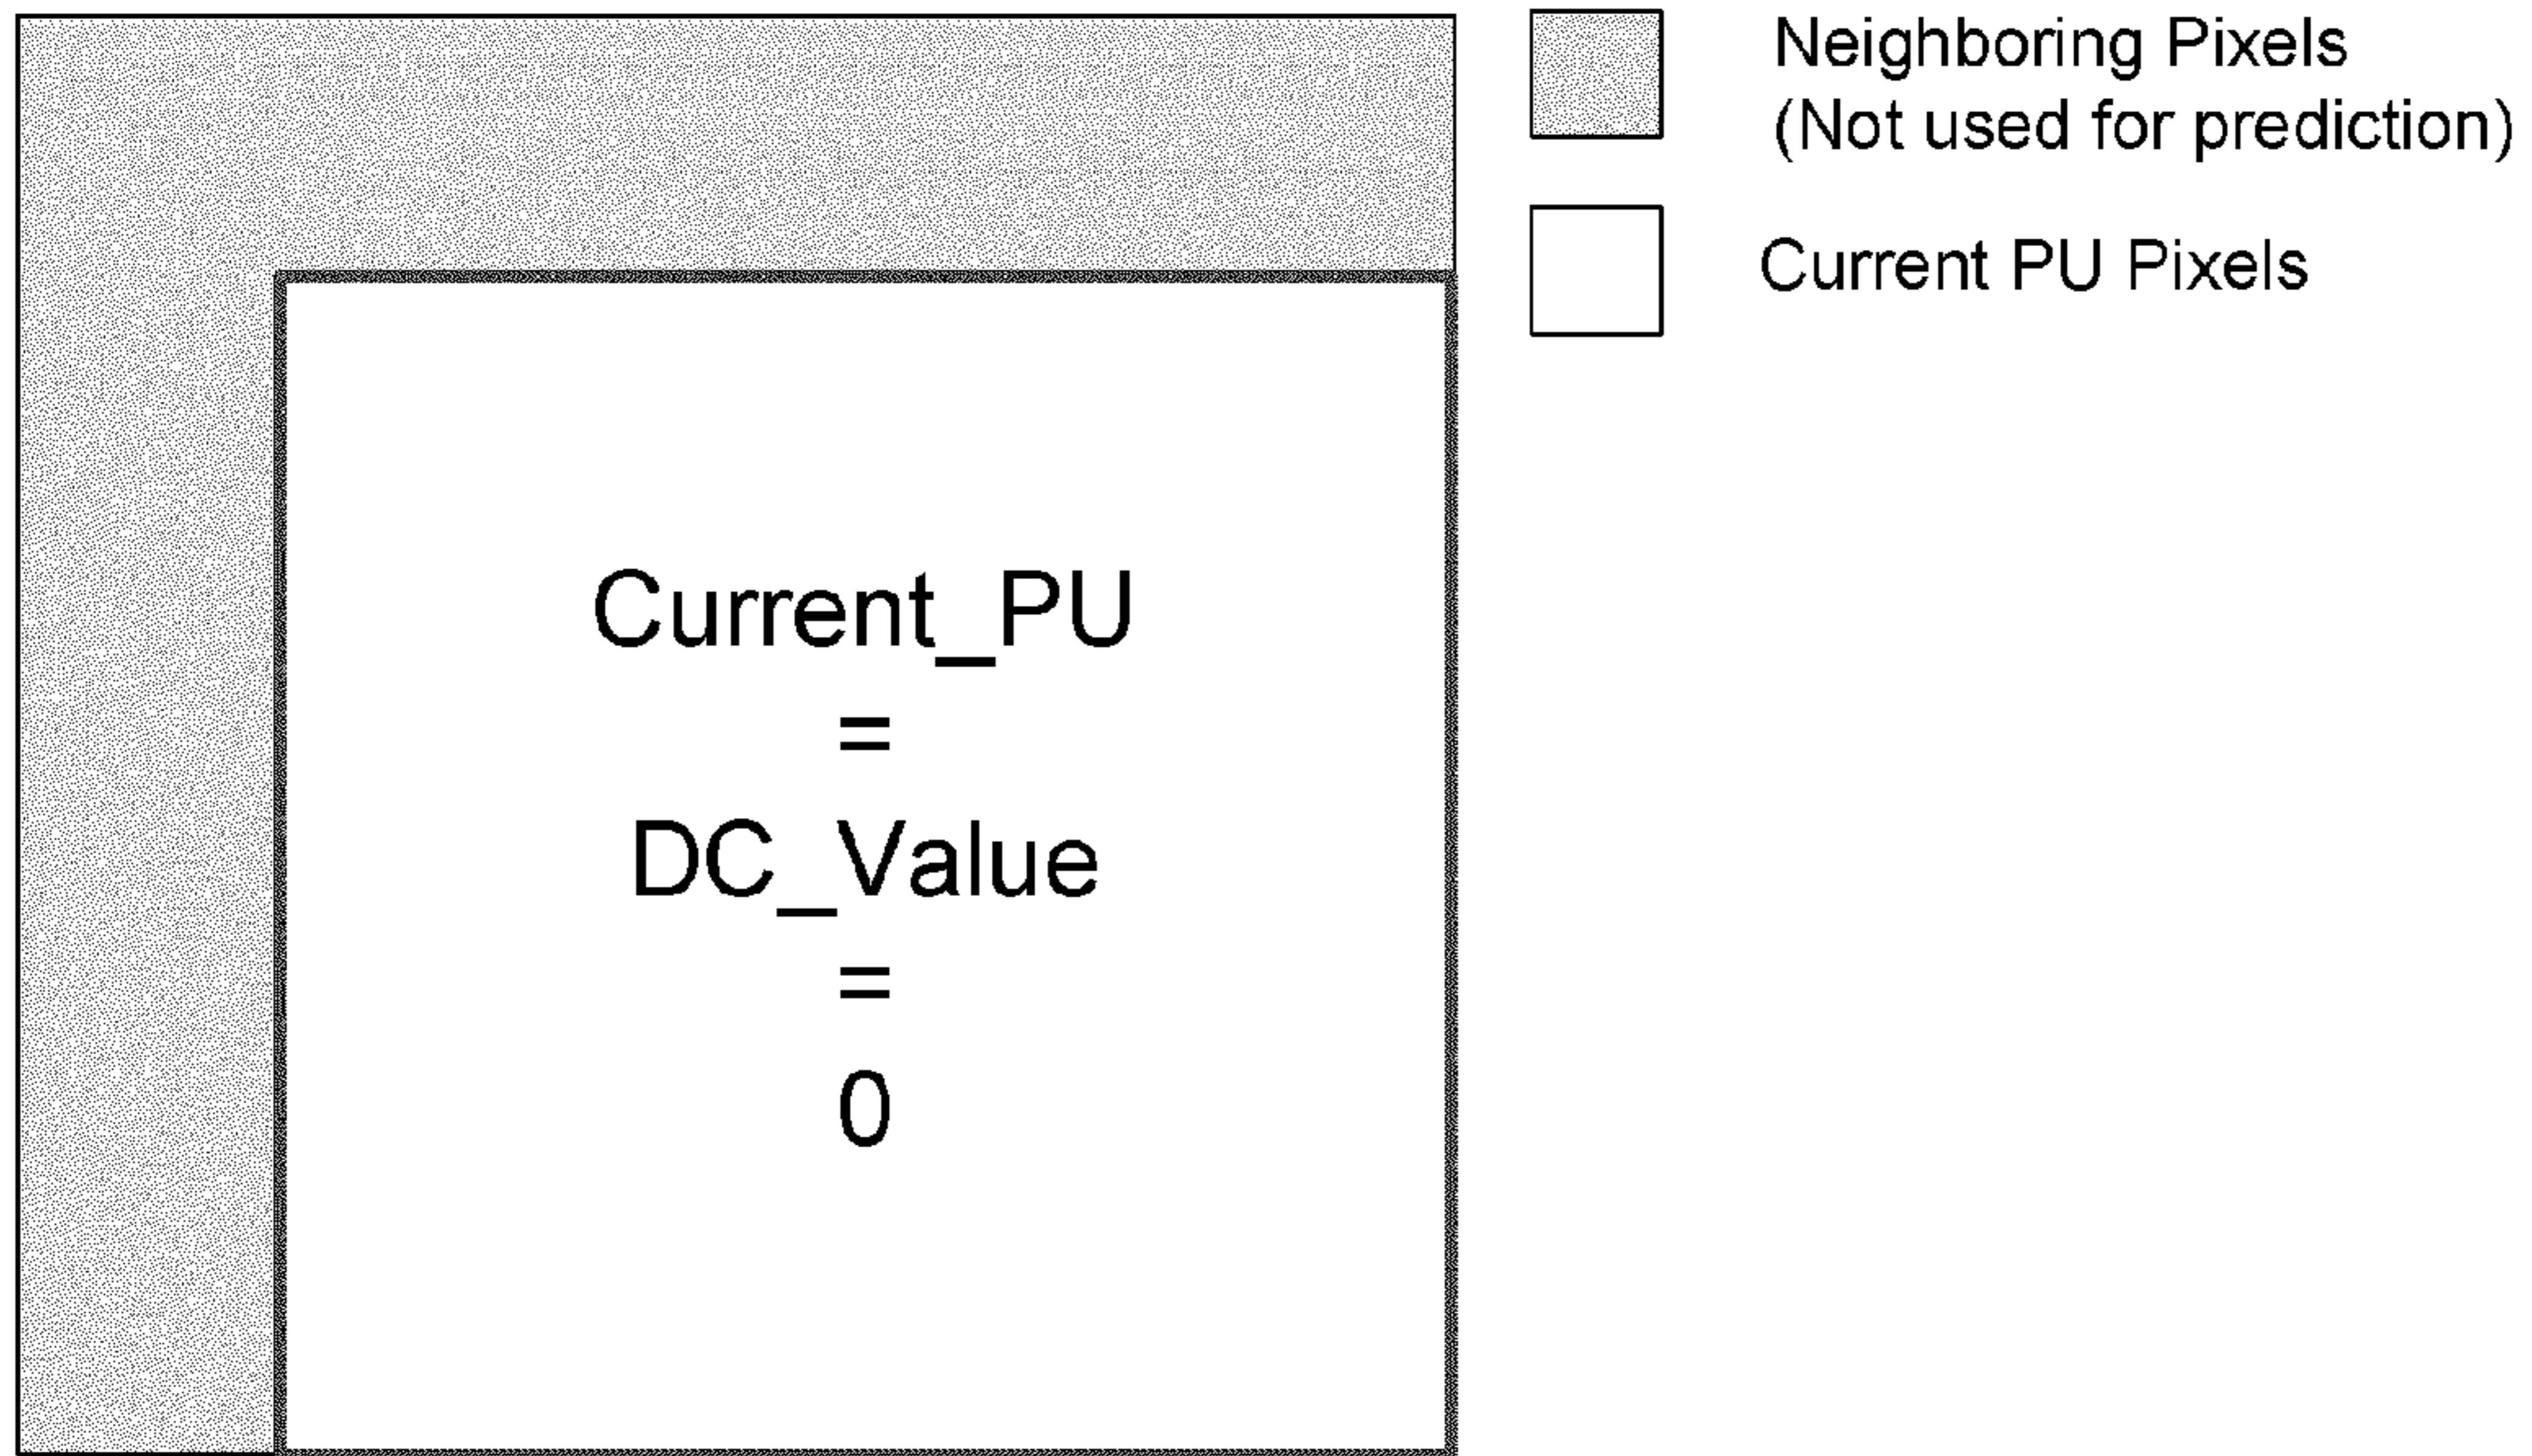 Neighboring Pixels
(Not used for prediction)
Current PU Pixels
Current_PU
=
DC_Value
=
0